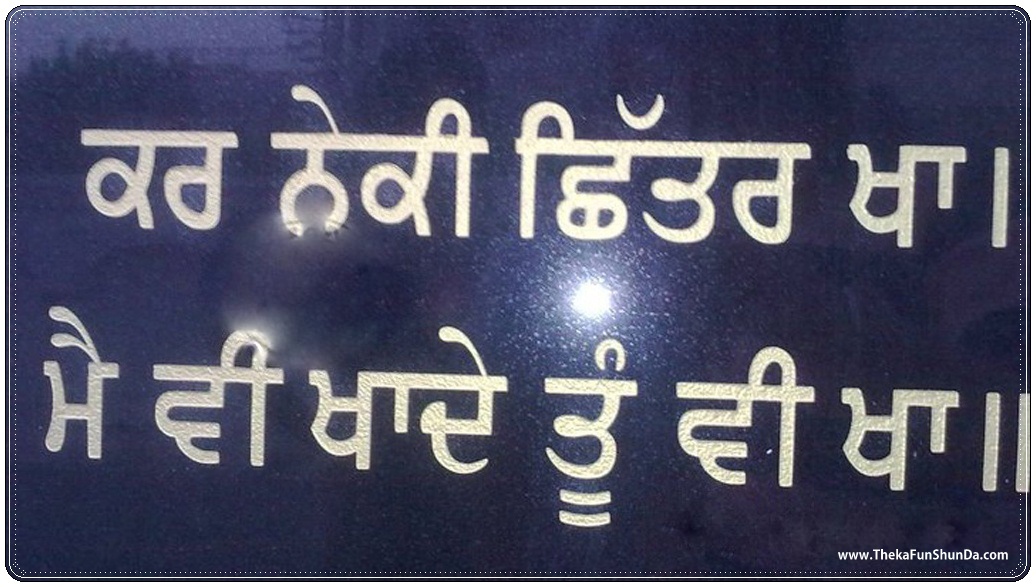 ਕਰ ਨੇਕੀ ਛਿੱਤਰ ਖਾ।
ਮੈ ਵੀ ਖਾਦੇ ਤੂੰ ਵੀ ਖਾ॥
www.ThekaFunShunDa.com